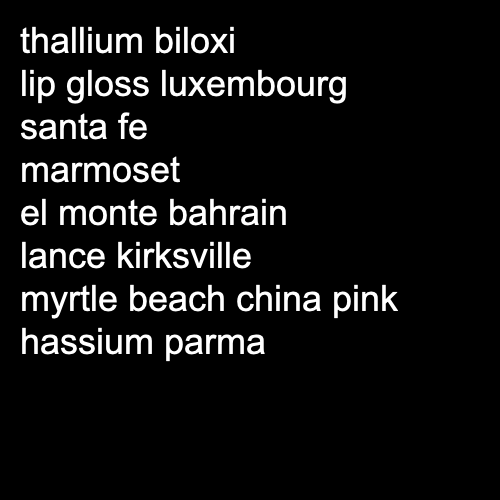 thallium biloxi
lip gloss luxembourg
santa fe
marmoset
el monte bahrain
lance kirksville
myrtle beach china pink
hassium parma